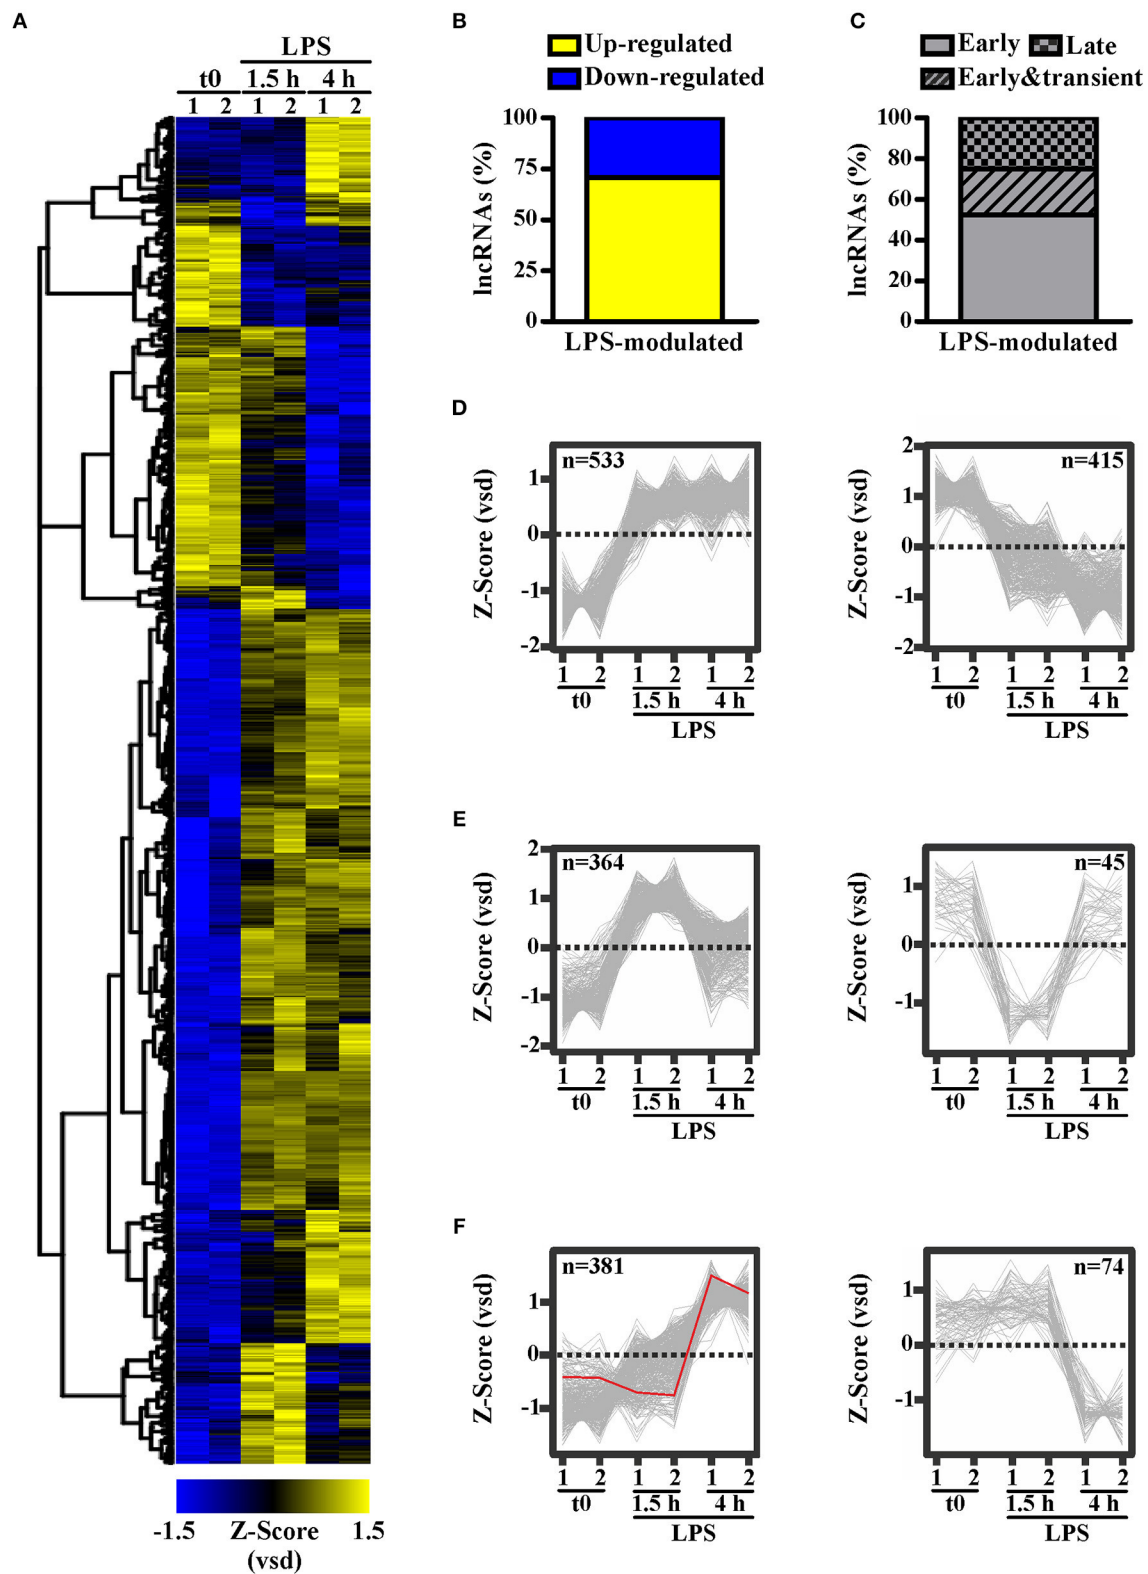 A
LPS
t0 1.5 h 4 h
1 2 1 2 1 2
-1.5 Z-Score 1.5
(vsd)
B
Up-regulated
Down-regulated
lncRNAs (%)
100
75
50
25
0
LPS-modulated
C
Early Late
Early&transient
lncRNAs (%)
100
80
60
40
20
0
LPS-modulated
D
n=533
Z-Score (vsd)
1
0
-1
-2
1 2 1 2 1 2
t0 1.5 h 4 h
LPS
n=415
Z-Score (vsd)
2
1
0
-1
-2
1 2 1 2 1 2
t0 1.5 h 4 h
LPS
E
n=364
Z-Score (vsd)
2
1
0
-1
-2
1 2 1 2 1 2
t0 1.5 h 4 h
LPS
n=45
Z-Score (vsd)
1
0
-1
1 2 1 2 1 2
t0 1.5 h 4 h
LPS
F
n=381
Z-Score (vsd)
1
0
-1
1 2 1 2 1 2
t0 1.5 h 4 h
LPS
n=74
Z-Score (vsd)
1
0
-1
1 2 1 2 1 2
t0 1.5 h 4 h
LPS